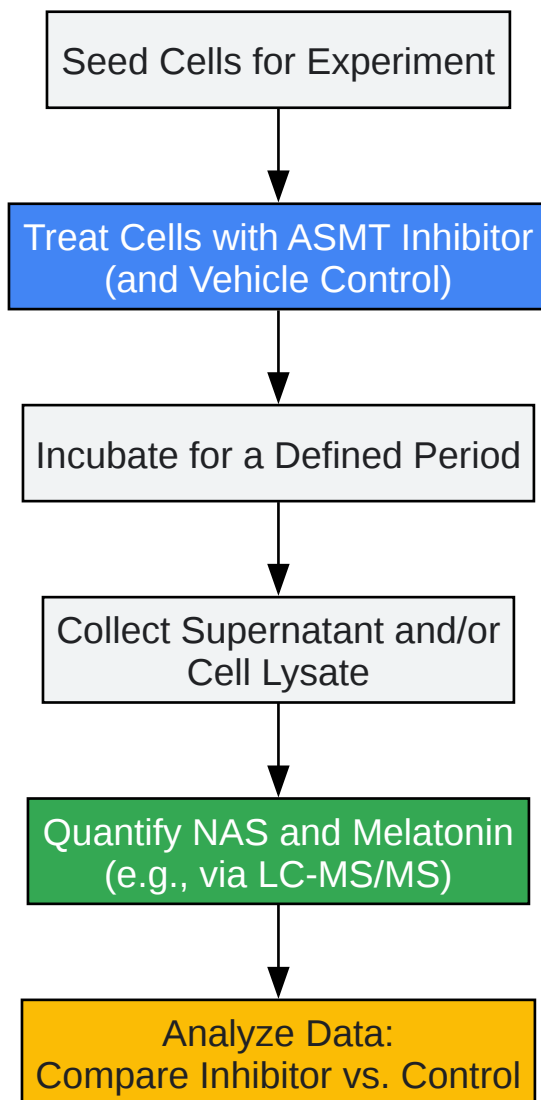 Seed Cells for Experiment
Treat Cells with ASMT Inhibitor
(and Vehicle Control)
Incubate for a Defined Period
Collect Supernatant and/or
Cell Lysate
Quantify NAS and Melatonin
(e.g., via LC-MS/MS)
Analyze Data:
Compare Inhibitor vs. Control